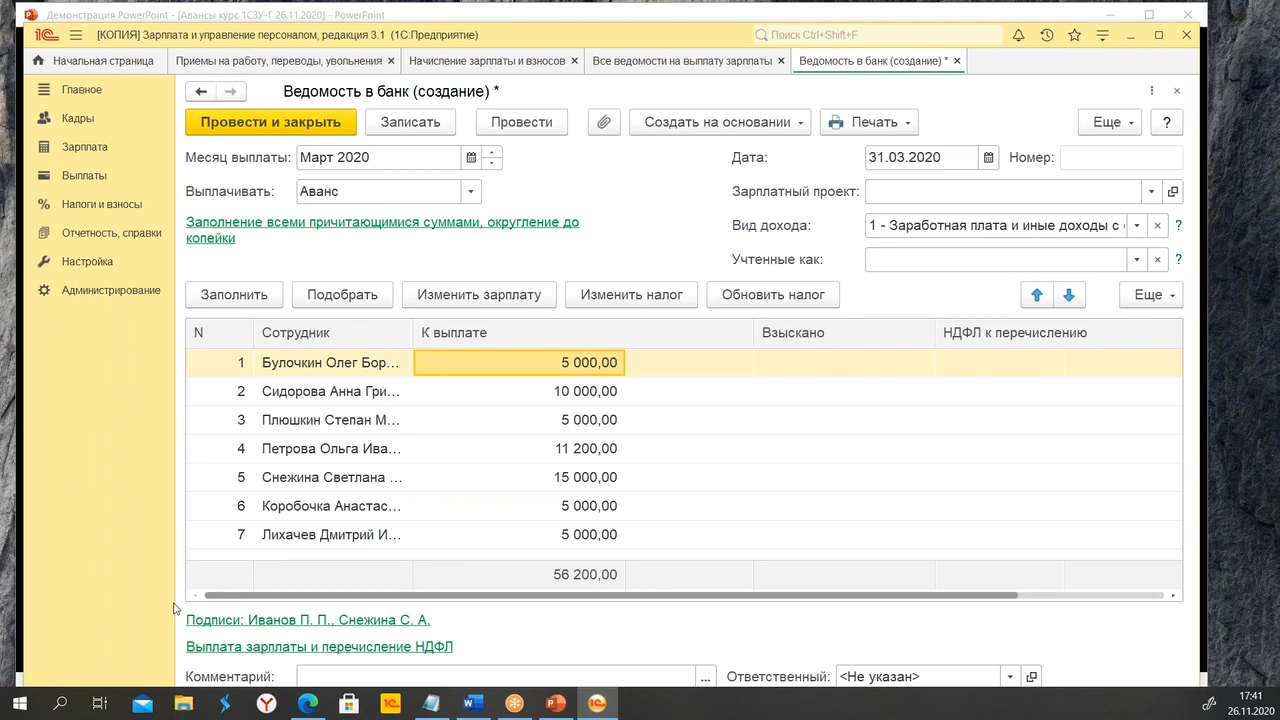 Демонстрация PowerPoint - [Авансы курс 1СЗУ-Г 26.11.2020] - PowerPoint
[КОПИЯ] Зарплата и управление персоналом, редакция 3.1 (1С:Предприятие)
Поиск Ctrl+Shift+F
Начальная страница
Приемы на работу, переводы, увольнения
Начисление зарплаты и взносов
Все ведомости на выплату зарплаты
Ведомость в банк (создание) *
Главное
Кадры
Зарплата
Выплаты
Налоги и взносы
Отчетность, справки
Настройка
Администрирование
Ведомость в банк (создание) *
Провести и закрыть
Записать
Провести
Создать на основании
Печать
Еще
?
Месяц выплаты: Март 2020
Дата: 31.03.2020 Номер:
Выплачивать: Аванс
Зарплатный проект:
Заполнение всеми причитающимися суммами, округление до
копейки
Вид дохода: 1 - Заработная плата и иные доходы с
?
Учтенные как:
?
Заполнить
Подобрать
Изменить зарплату
Изменить налог
Обновить налог
Еще
N Сотрудник К выплате Взыскано НДФЛ к перечислению
1 Булочкин Олег Бор... 5 000,00
2 Сидорова Анна Гри... 10 000,00
3 Плюшкин Степан М... 5 000,00
4 Петрова Ольга Ива... 11 200,00
5 Снежина Светлана ... 15 000,00
6 Коробочка Анастас... 5 000,00
7 Лихачев Дмитрий И... 5 000,00
56 200,00
Подписи: Иванов П. П., Снежина С. А.
Выплата зарплаты и перечисление НДФЛ
Комментарий: ... Ответственный: <Не указан>
17:41
26.11.2020